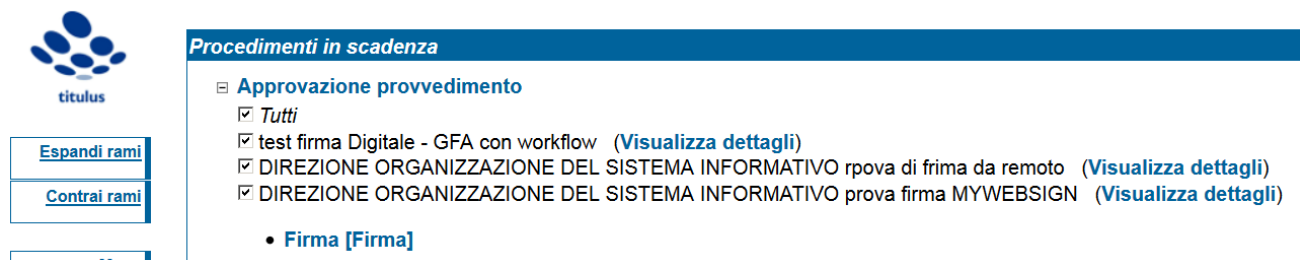 Procedimenti in scadenza
titulus
Approvazione provvedimento
Tutti
test firma Digitale - GFA con workflow (Visualizza dettagli)
DIREZIONE ORGANIZZAZIONE DEL SISTEMA INFORMATIVO rpova di frima da remoto (Visualizza dettagli)
DIREZIONE ORGANIZZAZIONE DEL SISTEMA INFORMATIVO prova firma MYWEBSIGN (Visualizza dettagli)
Firma [Firma]
Espandi rami
Contrai rami